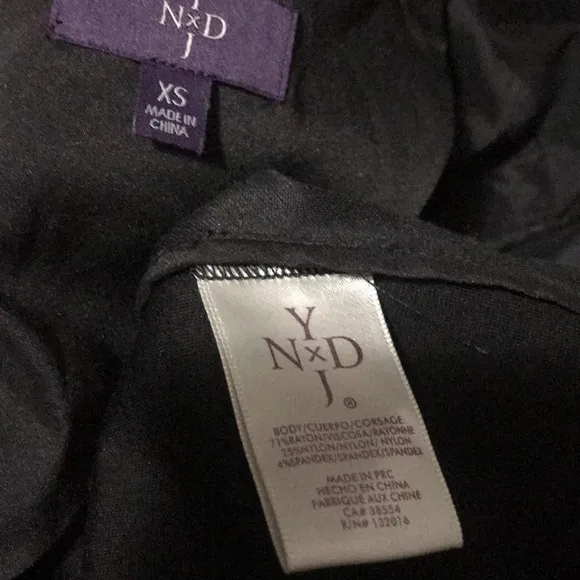 Y
N×D
J
XS
MADE IN
CHINA
Y
N×D
J®
BODY/CUERPO/CORSAGE
71%RAYON/VISCOSA/RAYONNE
25%NYLON/NYLON/ NYLON
4%SPANDEX/SPANDEX/SPANDEX
MADE IN PRC
HECHO EN CHINA
FABRIQUE AUX CHINE
CA# 38554
R/N# 132016